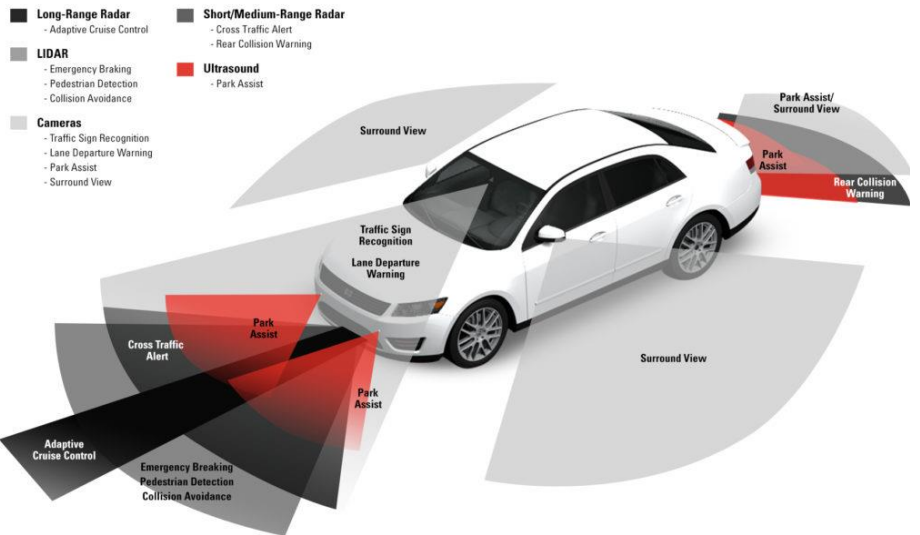 Long-Range Radar
- Adaptive Cruise Control
LIDAR
- Emergency Braking
- Pedestrian Detection
- Collision Avoidance
Cameras
- Traffic Sign Recognition
- Lane Departure Warning
- Park Assist
- Surround View
Short/Medium-Range Radar
- Cross Traffic Alert
- Rear Collision Warning
Ultrasound
- Park Assist
Surround View
Park Assist/
Surround View
Park
Assist
Rear Collision
Warning
Traffic Sign
Recognition
Lane Departure
Warning
Park
Assist
Cross Traffic
Alert
Surround View
Park
Assist
Adaptive
Cruise Control
Emergency Breaking
Pedestrian Detection
Collision Avoidance